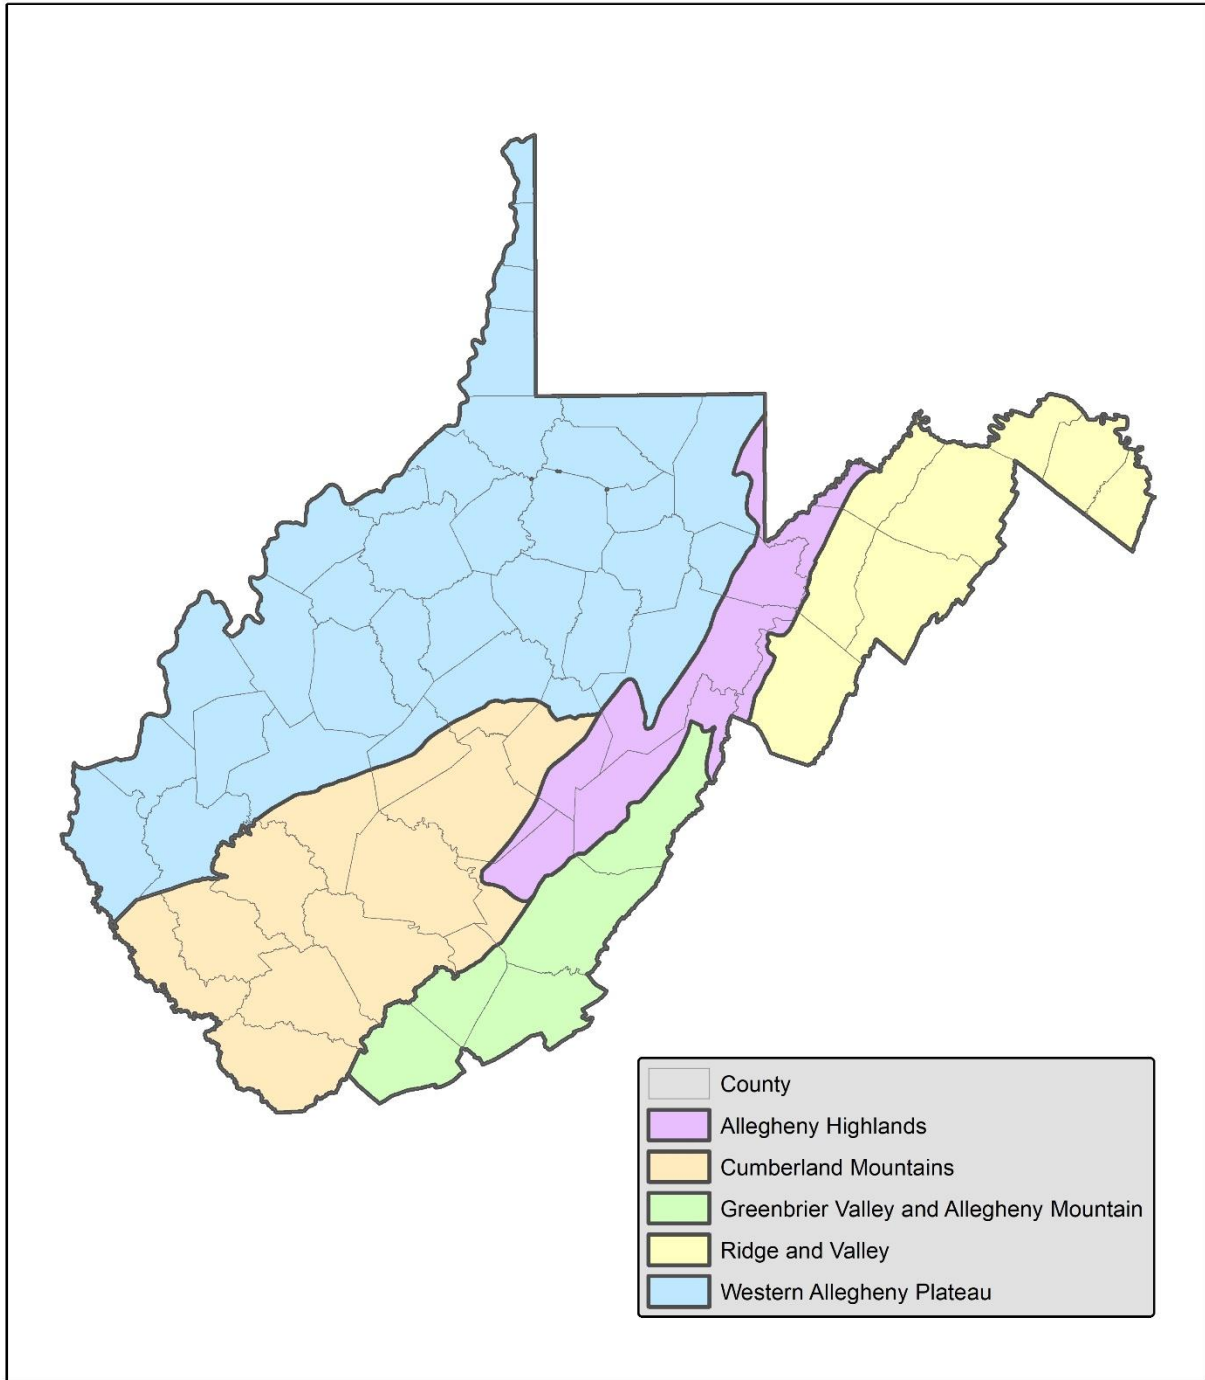 County
Allegheny Highlands
Cumberland Mountains
Greenbrier Valley and Allegheny Mountain
Ridge and Valley
Western Allegheny Plateau